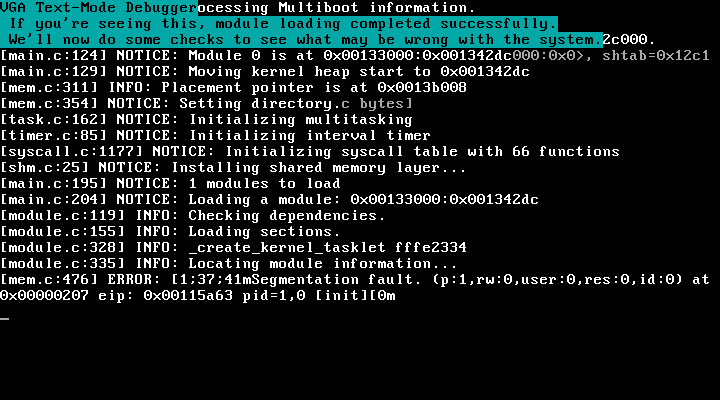 VGA Text-Mode Debuggerocessing Multiboot information.
If you're seeing this, module loading completed successfully.
We'll now do some checks to see what may be wrong with the system.2c000.
[main.c:124] NOTICE: Module 0 is at 0x00133000:0x001342dc000:0x0>, shtab=0x12c1
[main.c:129] NOTICE: Moving kernel heap start to 0x001342dc
[mem.c:311] INFO: Placement pointer is at 0x0013b008
[mem.c:354] NOTICE: Setting directory.c bytes]
[task.c:162] NOTICE: Initializing multitasking
[timer.c:85] NOTICE: Initializing interval timer
[syscall.c:1177] NOTICE: Initializing syscall table with 66 functions
[shm.c:25] NOTICE: Installing shared memory layer...
[main.c:195] NOTICE: 1 modules to load
[main.c:204] NOTICE: Loading a module: 0x00133000:0x001342dc
[module.c:119] INFO: Checking dependencies.
[module.c:155] INFO: Loading sections.
[module.c:328] INFO: _create_kernel_tasklet fffe2334
[module.c:335] INFO: Locating module information...
[mem.c:476] ERROR: [1;37;41mSegmentation fault. (p:1,rw:0,user:0,res:0,id:0) at
0x00000207 eip: 0x00115a63 pid=1,0 [init][0m
_